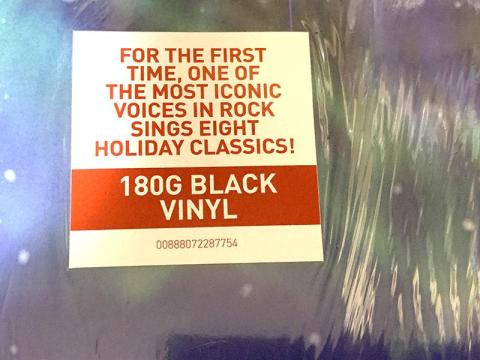 FOR THE FIRST
TIME, ONE OF
THE MOST ICONIC
VOICES IN ROCK
SINGS EIGHT
HOLIDAY CLASSICS!
180G BLACK
VINYL
00888072287754